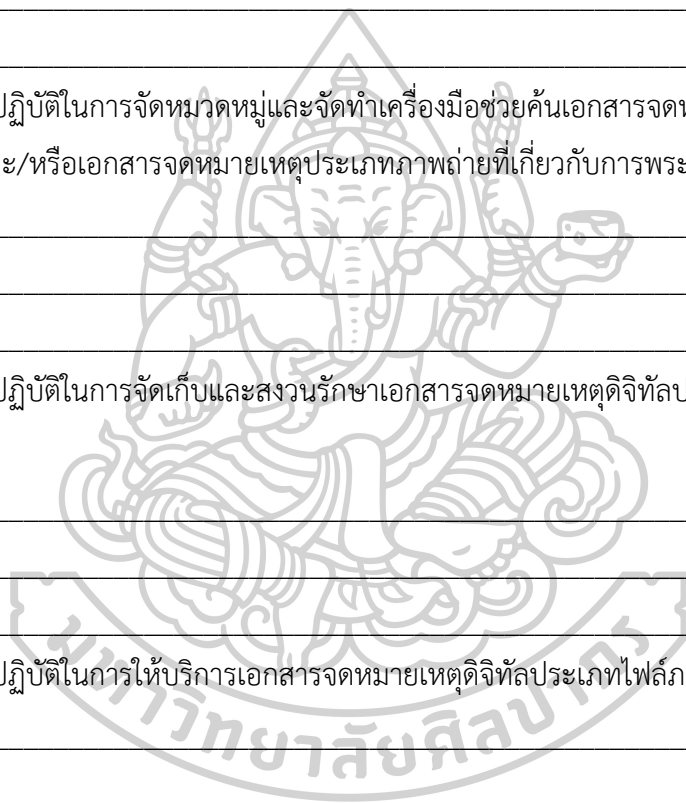 ปฏิบัติในการจัดหมวดหมู่และจัดทำเครื่องมือช่วยค้นเอกสารจดห
ะ/หรือเอกสารจดหมายเหตุประเภทภาพถ่ายที่เกี่ยวกับการพระ
ปฏิบัติในการจัดเก็บและสงวนรักษาเอกสารจดหมายเหตุดิจิทัลป
ปฏิบัติในการให้บริการเอกสารจดหมายเหตุดิจิทัลประเภทไฟล์ภ
มหาวิทยาลัยศิลปากร